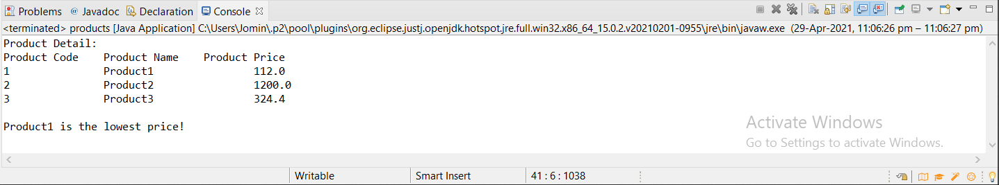 Problems @ Javadoc Declaration Console
<terminated> products [Java Application] C:\Users\Jomin\.p2\pool\plugins\org.eclipse.justj.openjdk.hotspot.jre.full.win32.x86_64_15.0.2.v20210201-0955\jre\bin\javaw.exe (29-Apr-2021, 11:06:26 pm – 11:06:27 pm)
Product Detail:
Product Code    Product Name    Product Price
1               Product1                112.0
2               Product2                1200.0
3               Product3                324.4
Product1 is the lowest price!
Activate Windows
Go to Settings to activate Windows.
Writable Smart Insert 41 : 6 : 1038